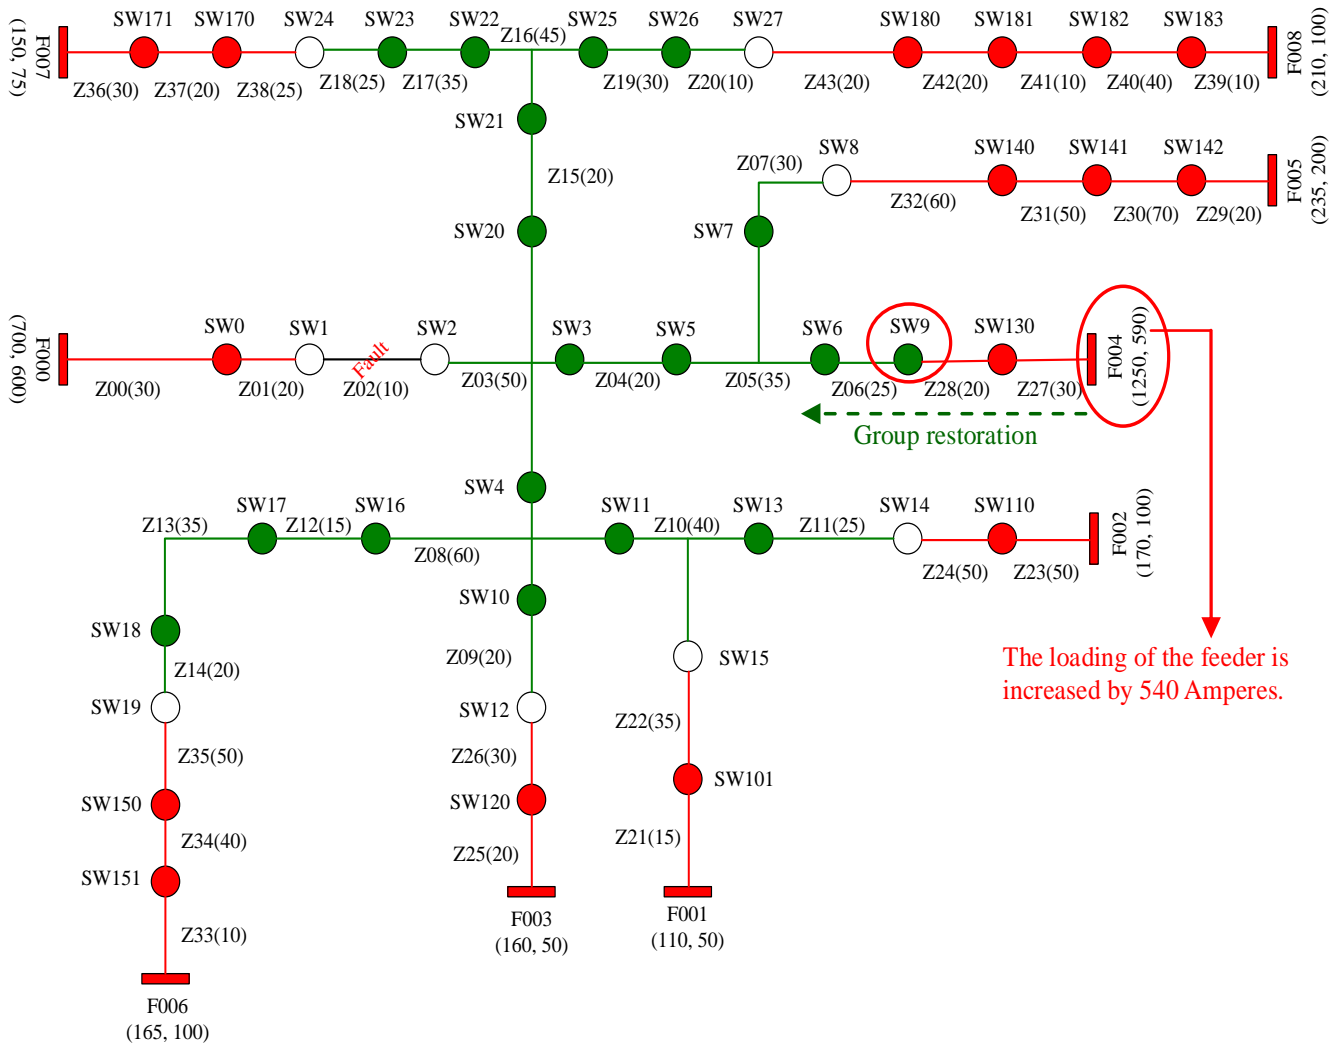 SW171
SW170
SW24
SW23
SW22
Z16(45)
SW25
SW26
SW27
SW180
SW181
SW182
SW183
F007
(150, 75)
Z36(30)
Z37(20)
Z38(25)
Z18(25)
Z17(35)
Z19(30)
Z20(10)
Z43(20)
Z42(20)
Z41(10)
Z40(40)
Z39(10)
F008
(210, 100)
SW21
Z15(20)
Z07(30)
SW8
SW140
SW141
SW142
Z32(60)
Z31(50)
Z30(70)
Z29(20)
F005
(235, 200)
SW20
SW7
F000
(700, 600)
SW0
SW1
Fault
SW2
SW3
SW5
SW6
SW9
SW130
F004
(1250, 590)
Z00(30)
Z01(20)
Z02(10)
Z03(50)
Z04(20)
Z05(35)
Z06(25)
Z28(20)
Z27(30)
Group restoration
SW4
Z13(35)
SW17
Z12(15)
SW16
Z08(60)
SW11
Z10(40)
SW13
Z11(25)
SW14
SW110
Z24(50)
Z23(50)
F002
(170, 100)
SW10
SW18
Z14(20)
Z09(20)
SW15
The loading of the feeder is
increased by 540 Amperes.
SW19
SW12
Z35(50)
Z26(30)
Z22(35)
SW150
SW120
SW101
Z34(40)
Z25(20)
Z21(15)
SW151
Z33(10)
F003
(160, 50)
F001
(110, 50)
F006
(165, 100)